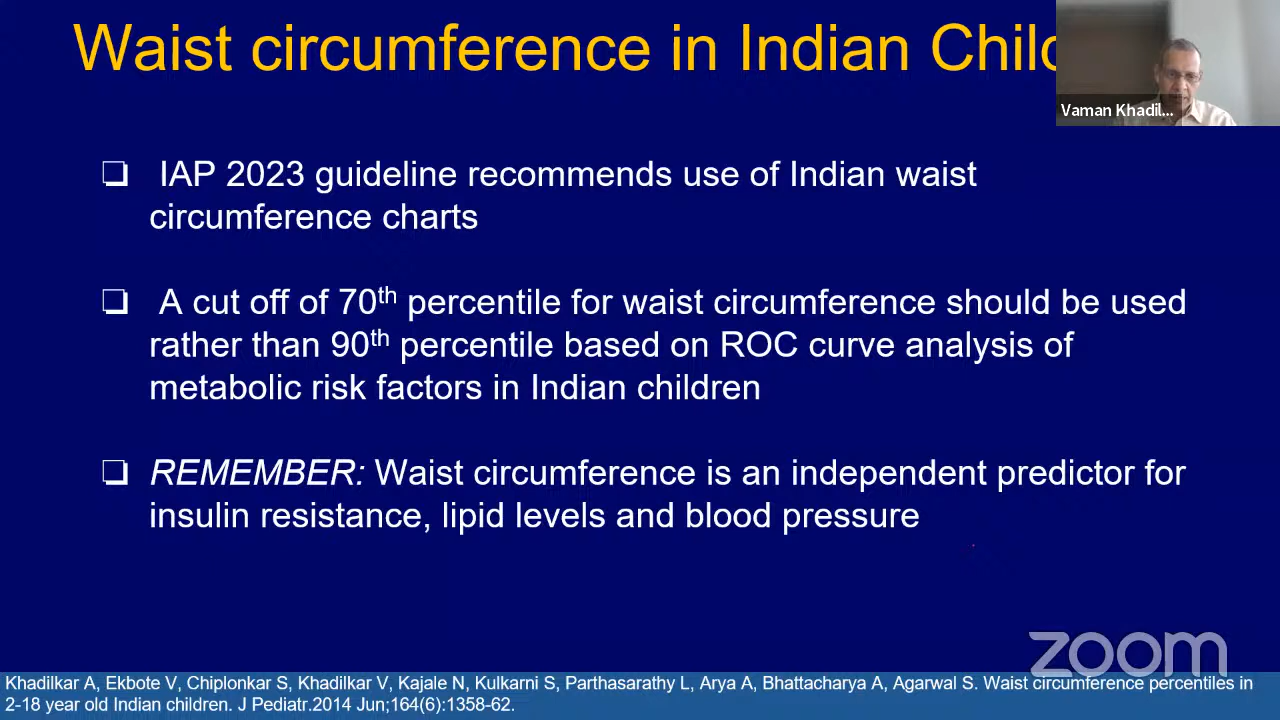 Waist circumference in Indian Chil
Vaman Khadil...
❑ IAP 2023 guideline recommends use of Indian waist
circumference charts
❑ A cut off of 70th percentile for waist circumference should be used
rather than 90th percentile based on ROC curve analysis of
metabolic risk factors in Indian children
❑ REMEMBER: Waist circumference is an independent predictor for
insulin resistance, lipid levels and blood pressure
zoom
Khadilkar A, Ekbote V, Chiplonkar S, Khadilkar V, Kajale N, Kulkarni S, Parthasarathy L, Arya A, Bhattacharya A, Agarwal S. Waist circumference percentiles in
2-18 year old Indian children. J Pediatr.2014 Jun;164(6):1358-62.